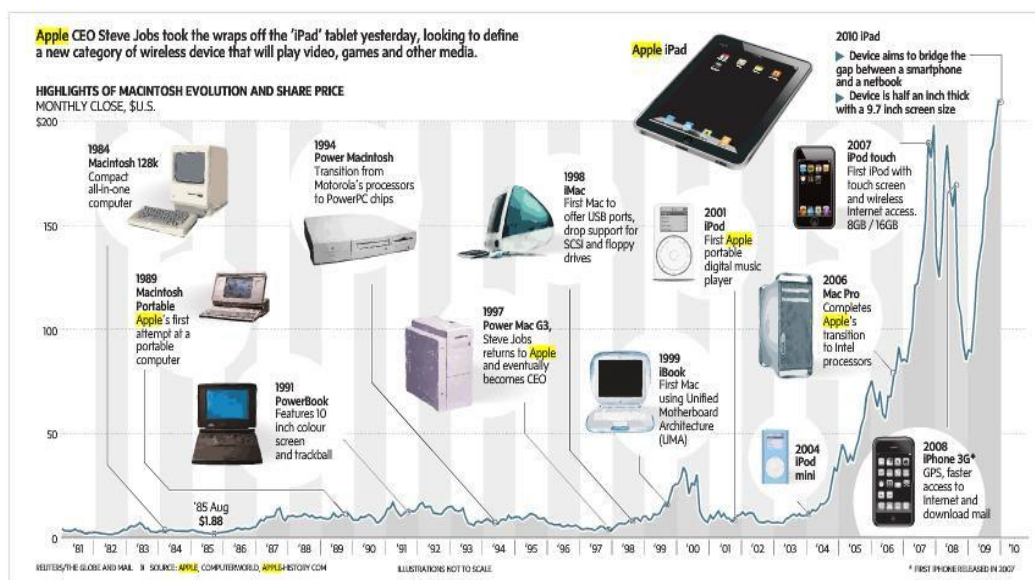 Apple CEO Steve Jobs took the wraps off the 'iPad' tablet yesterday, looking to define
a new category of wireless device that will play video, games and other media.
HIGHLIGHTS OF MACINTOSH EVOLUTION AND SHARE PRICE
MONTHLY CLOSE, $U.S.
Apple iPad
2010 iPad
▶ Device aims to bridge the
gap between a smartphone
and a netbook
▶ Device is half an inch thick
with a 9.7 inch screen size
$200
150
100
50
0
1984
Macintosh 128k
Compact
all-in-one
computer
1989
Macintosh
Portable
Apple's first
attempt at a
portable
computer
'85 Aug
$1.88
1991
PowerBook
Features 10
inch colour
screen
and trackball
1994
Power Macintosh
Transition from
Motorola's processors
to PowerPC chips
1997
Power Mac G3,
Steve Jobs
returns to Apple
and eventually
becomes CEO
1998
iMac
First Mac to
offer USB ports,
drop support for
SCSI and floppy
drives
1999
iBook
First Mac
using Unified
Motherboard
Architecture
(UMA)
2001
iPod
First Apple
portable
digital music
player
2004
iPod
mini
2006
Mac Pro
Completes
Apple's
transition
to Intel
processors
2007
iPod touch
First iPod with
touch screen
and wireless
Internet access.
8GB / 16GB
2008
iPhone 3G*
GPS, faster
access to
Internet and
download mail
'81 '82 '83 '84 '85 '86 '87 '88 '89 '90 '91 '92 '93 '94 '95 '96 '97 '98 '99 '00 '01 '02 '03 '04 '05 '06 '07 '08 '09 '10
REUTERS/THE GLOBE AND MAIL SOURCE: APPLE, COMPUTERWORLD, APPLE-HISTORY.COM
ILLUSTRATIONS NOT TO SCALE
* FIRST IPHONE RELEASED IN 2007